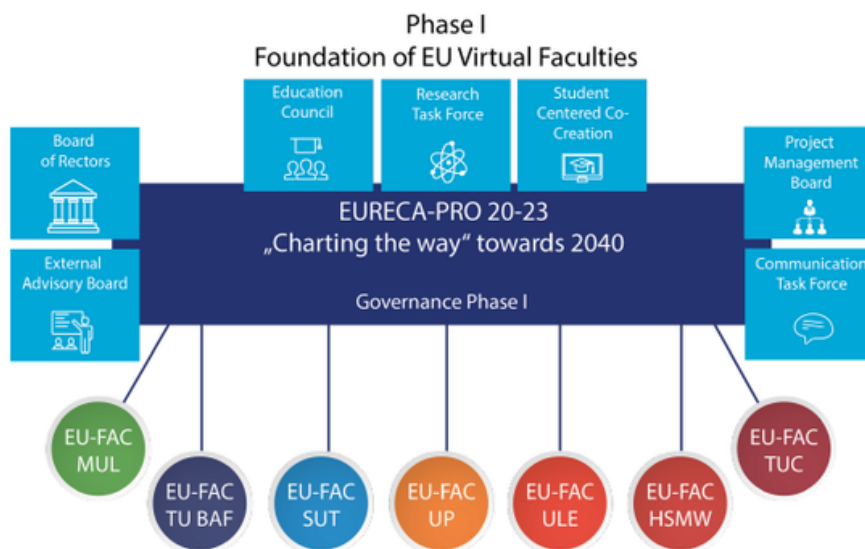 Phase I
Foundation of EU Virtual Faculties
Education
Council
Research
Task Force
Student
Centered Co-
Creation
Board
of Rectors
Project
Management
Board
EURECA-PRO 20-23
„Charting the way“ towards 2040
External
Advisory Board
Communication
Task Force
Governance Phase I
EU-FAC
MUL
EU-FAC
TU BAF
EU-FAC
SUT
EU-FAC
UP
EU-FAC
ULE
EU-FAC
HSMW
EU-FAC
TUC